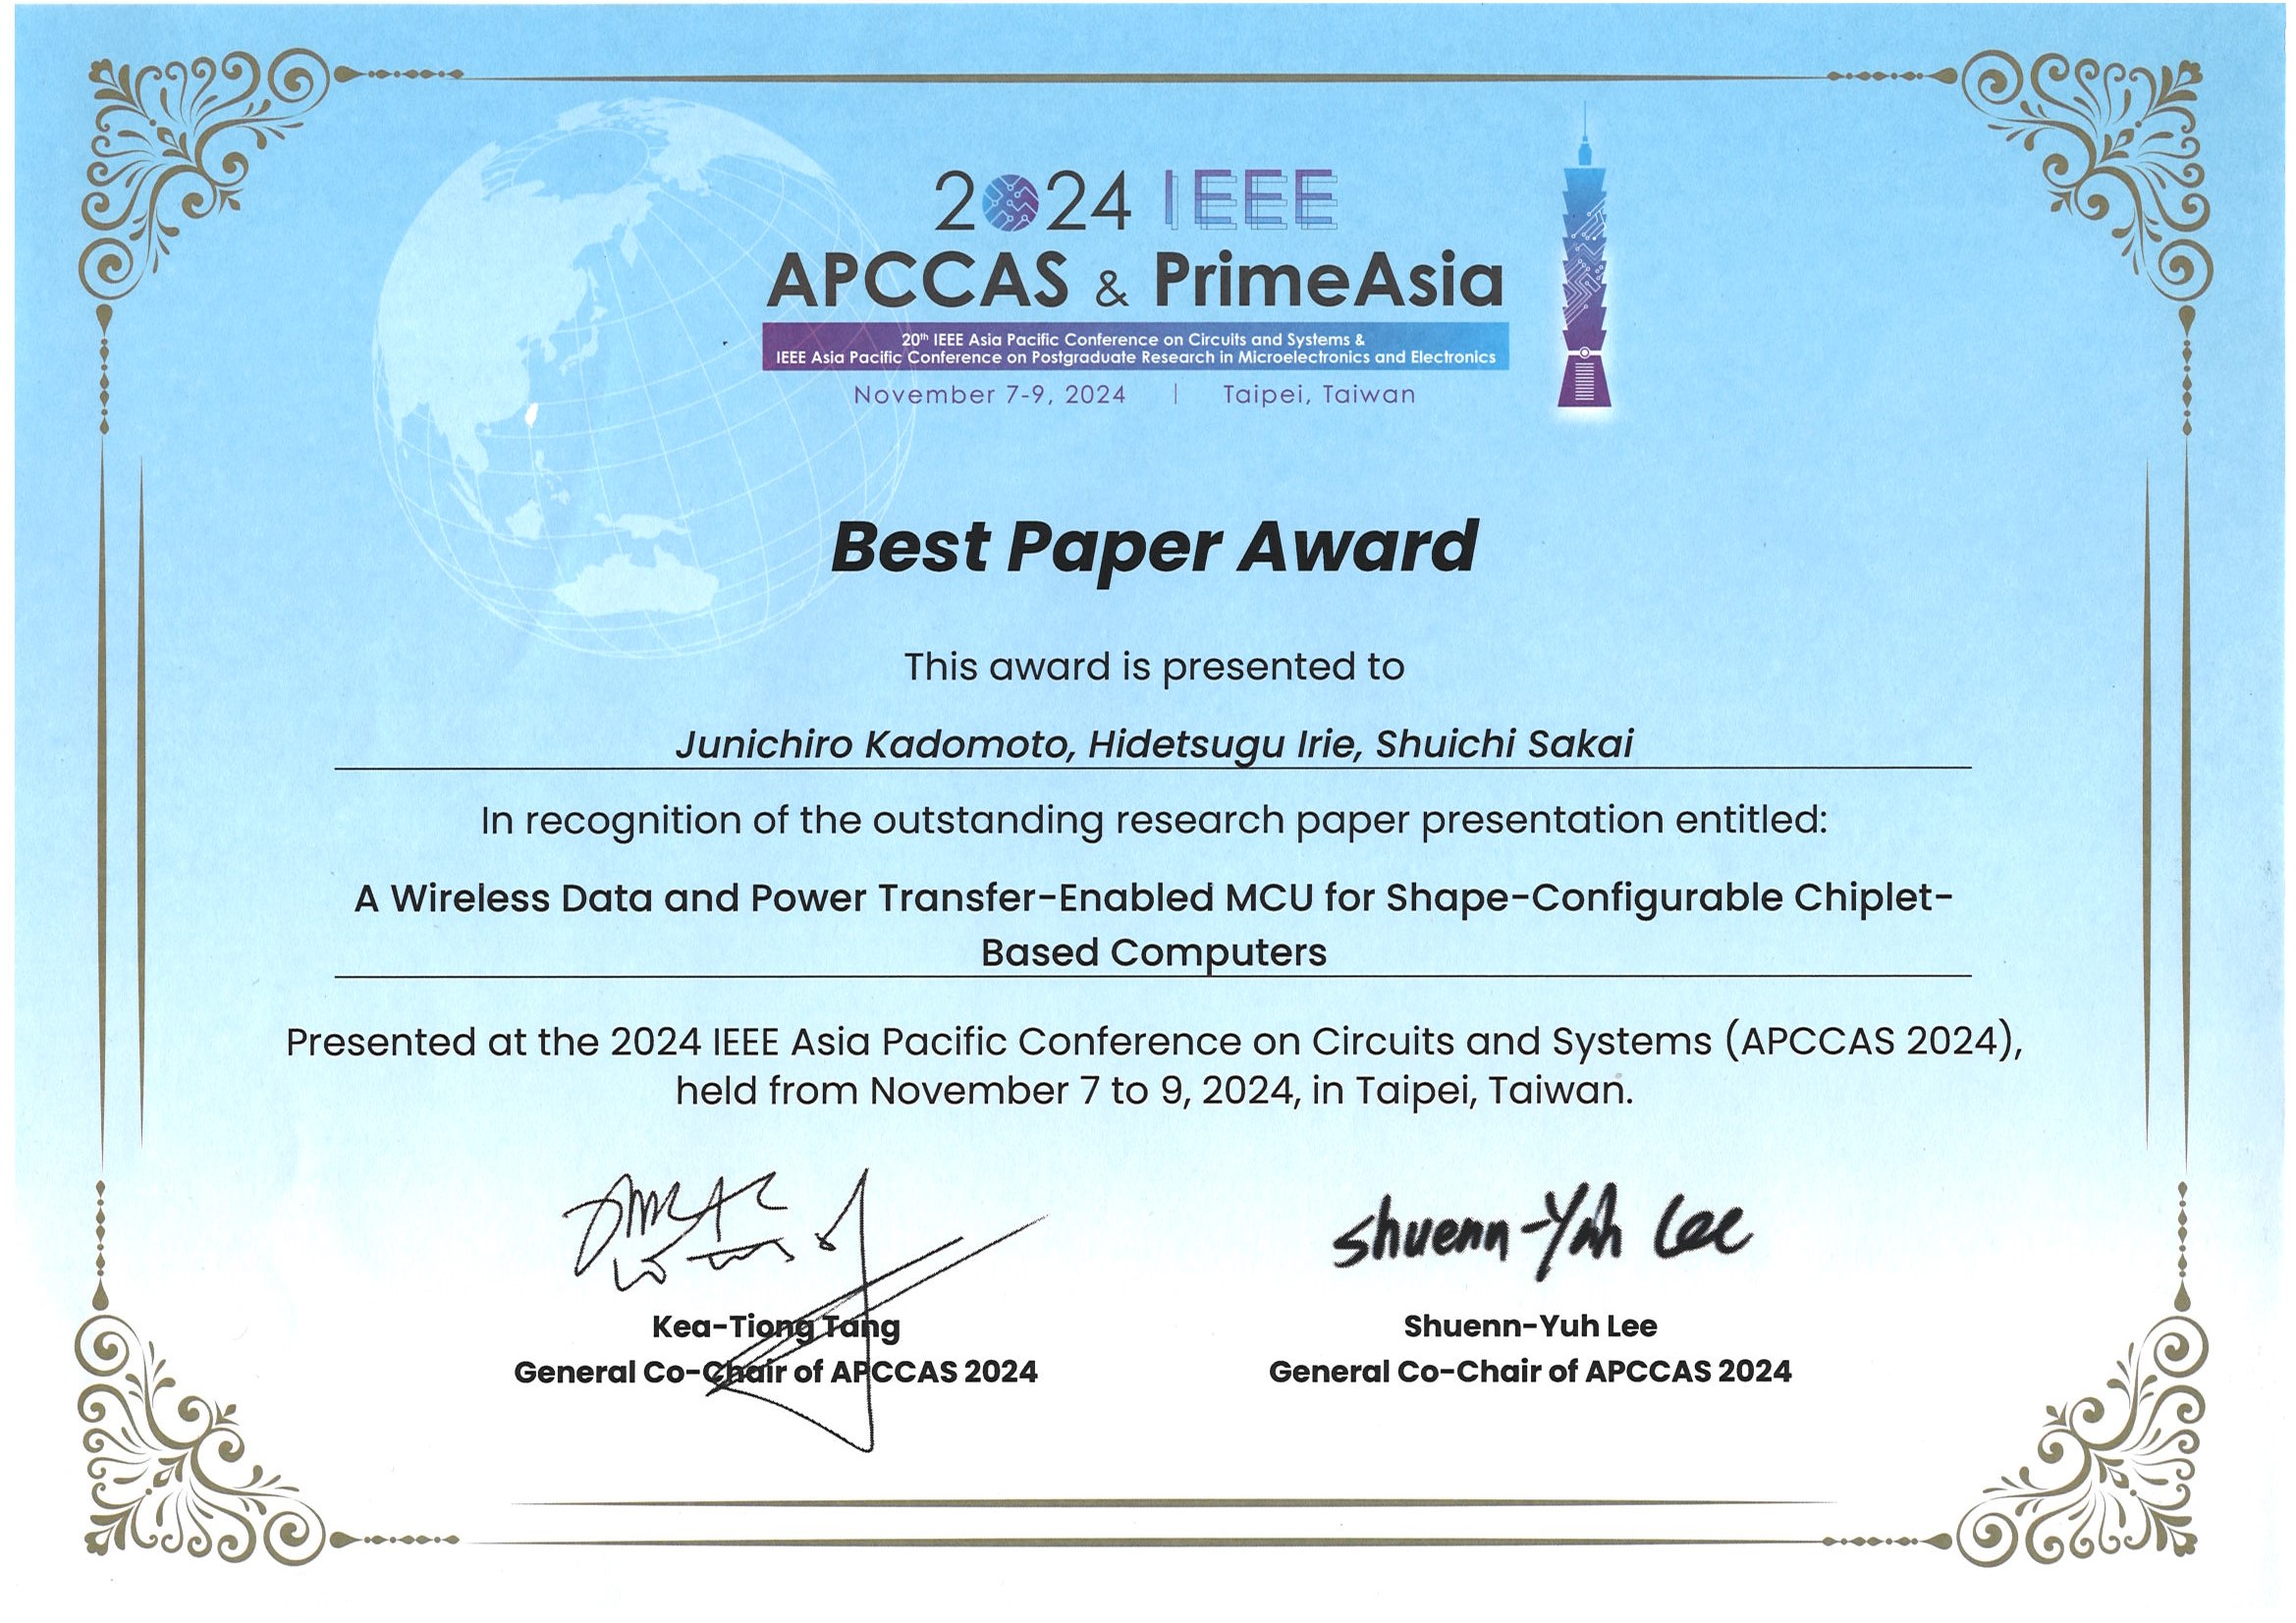 2024 IEEE
APCCAS & PrimeAsia
20th IEEE Asia Pacific Conference on Circuits and Systems &
IEEE Asia Pacific Conference on Postgraduate Research in Microelectronics and Electronics
November 7-9, 2024 | Taipei, Taiwan
Best Paper Award
This award is presented to
Junichiro Kadomoto, Hidetsugu Irie, Shuichi Sakai
In recognition of the outstanding research paper presentation entitled:
A Wireless Data and Power Transfer-Enabled MCU for Shape-Configurable Chiplet-
Based Computers
Presented at the 2024 IEEE Asia Pacific Conference on Circuits and Systems (APCCAS 2024),
held from November 7 to 9, 2024, in Taipei, Taiwan.
Shuenn-Yuh Lee
Kea-Tiong Tang
Shuenn-Yuh Lee
General Co-Chair of APCCAS 2024
General Co-Chair of APCCAS 2024